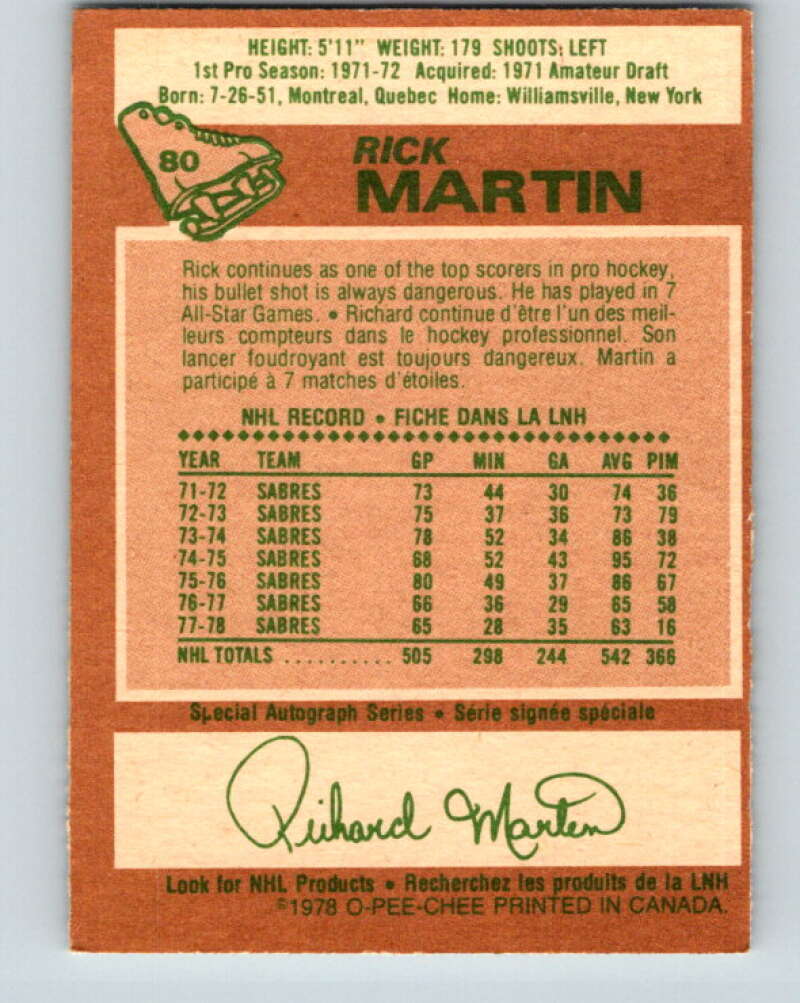 HEIGHT: 5'11" WEIGHT: 179 SHOOTS: LEFT
1st Pro Season: 1971-72 Acquired: 1971 Amateur Draft
Born: 7-26-51, Montreal, Quebec Home: Williamsville, New York
80
RICK
MARTIN
Rick continues as one of the top scorers in pro hockey,
his bullet shot is always dangerous. He has played in 7
All-Star Games. • Richard continue d'être l'un des meil-
leurs compteurs dans le hockey professionnel. Son
lancer foudroyant est toujours dangereux. Martin a
participé à 7 matches d'étoiles.
NHL RECORD • FICHE DANS LA LNH
YEAR TEAM GP MIN GA AVG PIM
71-72 SABRES 73 44 30 74 36
72-73 SABRES 75 37 36 73 79
73-74 SABRES 78 52 34 86 38
74-75 SABRES 68 52 43 95 72
75-76 SABRES 80 49 37 86 67
76-77 SABRES 66 36 29 65 58
77-78 SABRES 65 28 35 63 16
NHL TOTALS .......... 505 298 244 542 366
Special Autograph Series • Série signée spéciale
Richard Martin
Look for NHL Products • Recherchez les produits de la LNH
©1978 O-PEE-CHEE PRINTED IN CANADA.